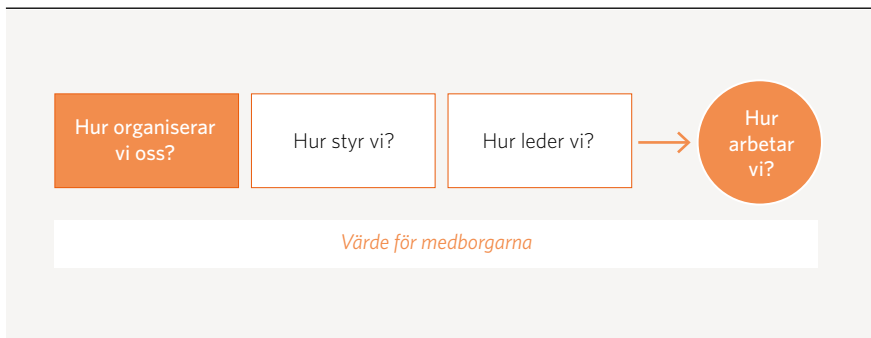 Hur organiserar
vi oss?
Hur styr vi?
Hur leder vi?
Hur
arbetar
vi?
Värde för medborgarna